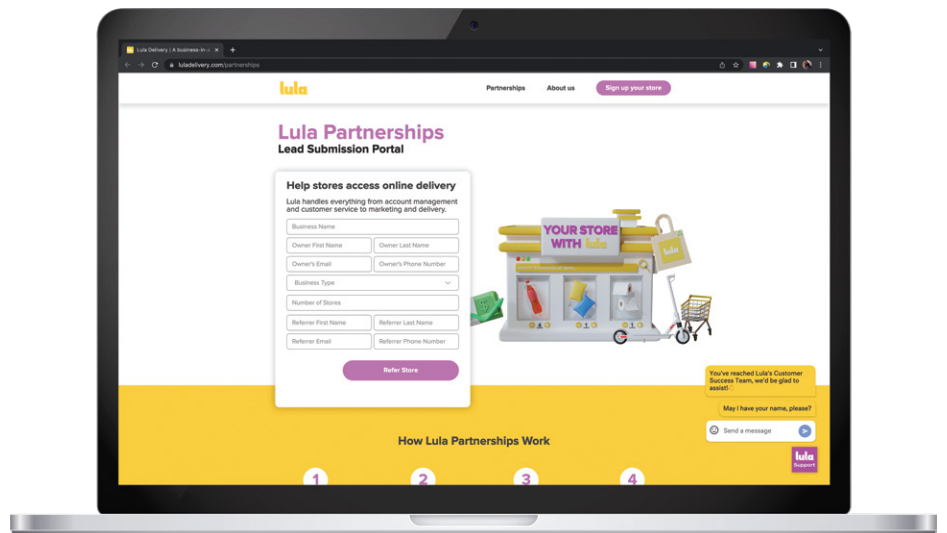 Lula Delivery | A business-in-a
luladelivery.com/partnerships
lula
Partnerships
About us
Sign up your store
Lula Partnerships
Lead Submission Portal
Help stores access online delivery
Lula handles everything from account management
and customer service to marketing and delivery.
Business Name
Owner First Name
Owner Last Name
Owner's Email
Owner's Phone Number
Business Type
Number of Stores
Referrer First Name
Referrer Last Name
Referrer Email
Referrer Phone Number
Refer Store
YOUR STORE
WITH lula
lula
4
1
1
You've reached Lula's Customer
Success Team, we'd be glad to
assist!
May I have your name, please?
Send a message
lula
Support
How Lula Partnerships Work
1
2
3
4